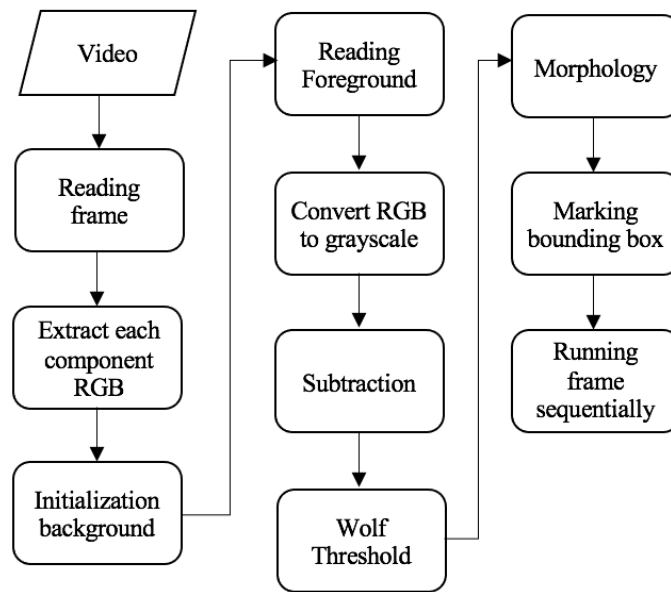 Video
Reading
frame
Extract each
component
RGB
Initialization
background
Reading
Foreground
Convert RGB
to grayscale
Subtraction
Wolf
Threshold
Morphology
Marking
bounding box
Running
frame
sequentially